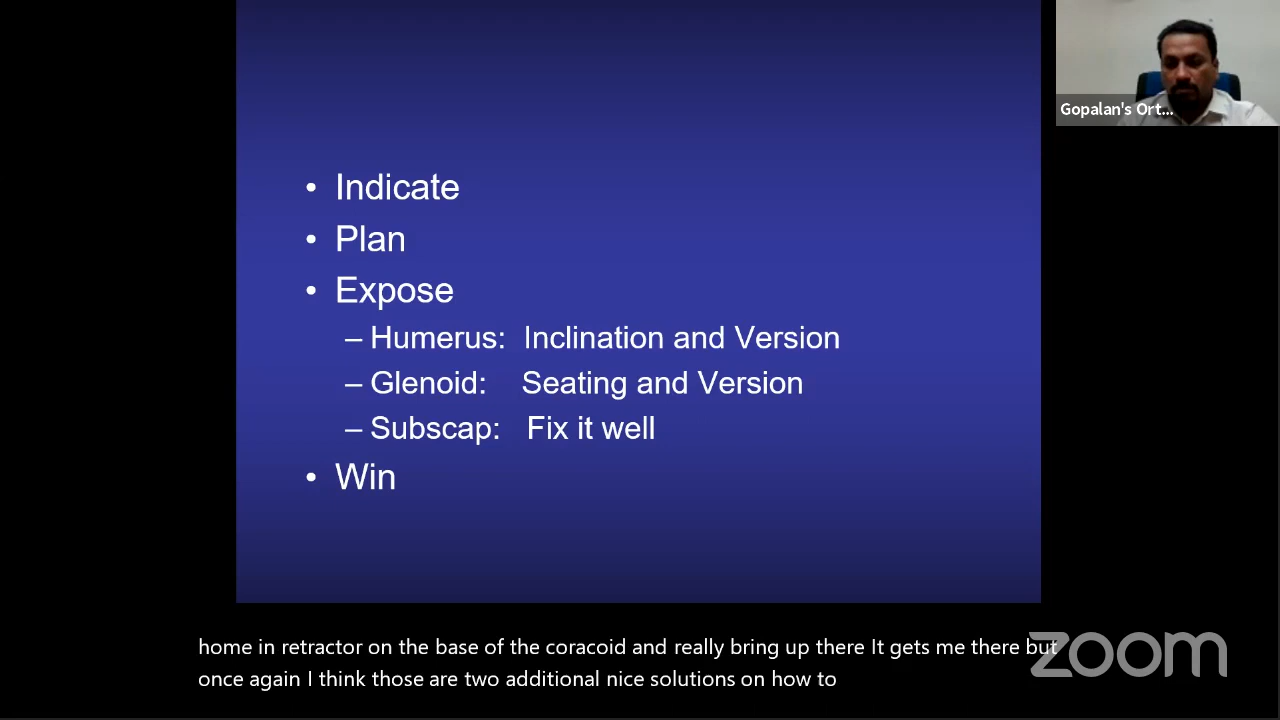 Gopalan's Ort...
• Indicate
• Plan
• Expose
– Humerus: Inclination and Version
– Glenoid: Seating and Version
– Subscap: Fix it well
• Win
home in retractor on the base of the coracoid and really bring up there It gets me there but
once again I think those are two additional nice solutions on how to
zoom